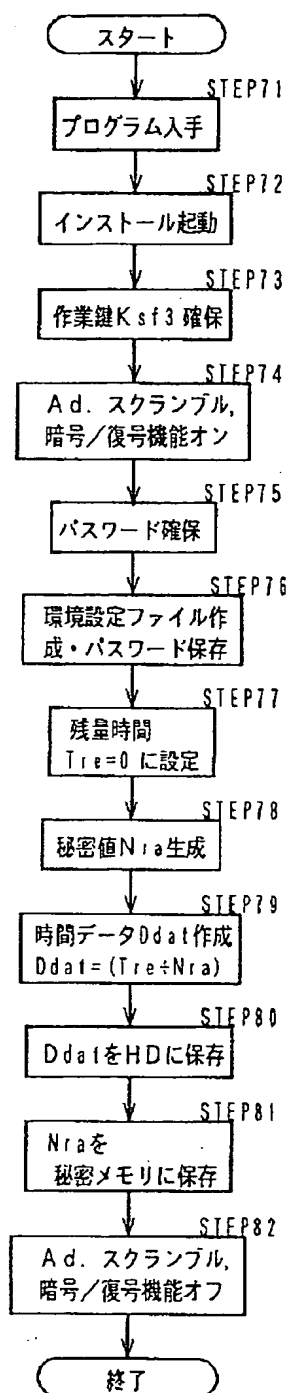 スタート
STEP71
プログラム入手
STEP72
インストール起動
STEP73
作業鍵Ksf3 確保
STEP74
Ad. スクランブル,
暗号／復号機能オン
STEP75
パスワード確保
STEP76
環境設定ファイル作
成・パスワード保存
STEP77
残量時間
Tre=0 に設定
STEP78
秘密値Nra生成
STEP79
時間データDdat作成
Ddat=(Tre÷Nra)
STEP80
DdatをHDに保存
STEP81
Nraを
秘密メモリに保存
STEP82
Ad. スクランブル,
暗号／復号機能オフ
終了